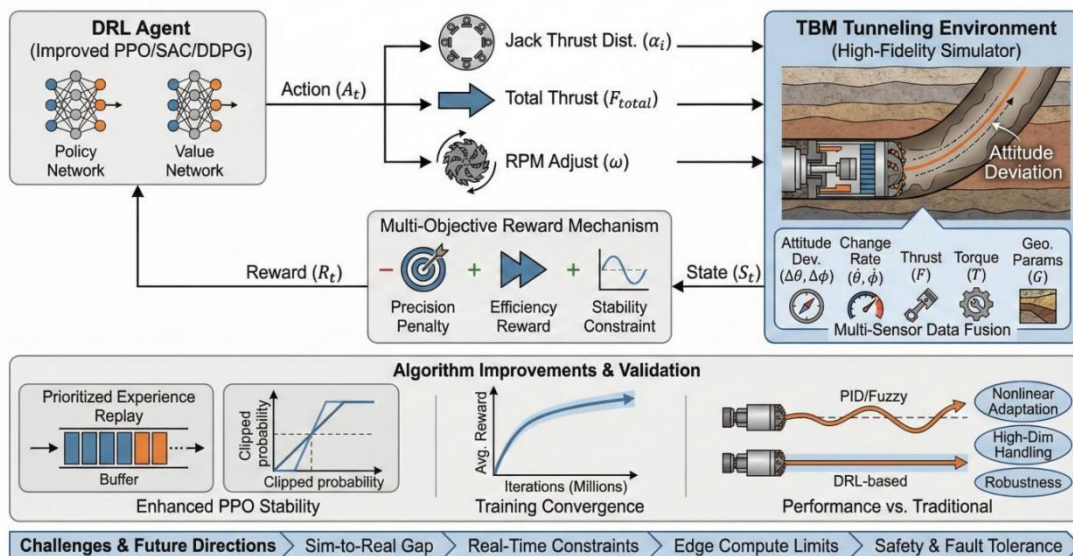 DRL Agent
(Improved PPO/SAC/DDPG)
Policy
Network
Value
Network
Action (A_t)
Jack Thrust Dist. (α_i)
Total Thrust (F_total)
RPM Adjust (ω)
TBM Tunneling Environment
(High-Fidelity Simulator)
Attitude
Deviation
Attitude
Dev.
(Δθ, Δϕ)
Change
Rate
(θ̇, ϕ̇)
Thrust
(F)
Torque
(T)
Geo.
Params
(G)
Multi-Sensor Data Fusion
State (S_t)
Multi-Objective Reward Mechanism
−
+
+
Precision
Penalty
Efficiency
Reward
Stability
Constraint
Reward (R_t)
Algorithm Improvements & Validation
Prioritized Experience
Replay
Buffer
Clipped
probability
Clipped probability
Enhanced PPO Stability
Avg. Reward
Iterations (Millions)
Training Convergence
PID/Fuzzy
DRL-based
Performance vs. Traditional
Nonlinear
Adaptation
High-Dim
Handling
Robustness
Challenges & Future Directions
Sim-to-Real Gap
Real-Time Constraints
Edge Compute Limits
Safety & Fault Tolerance